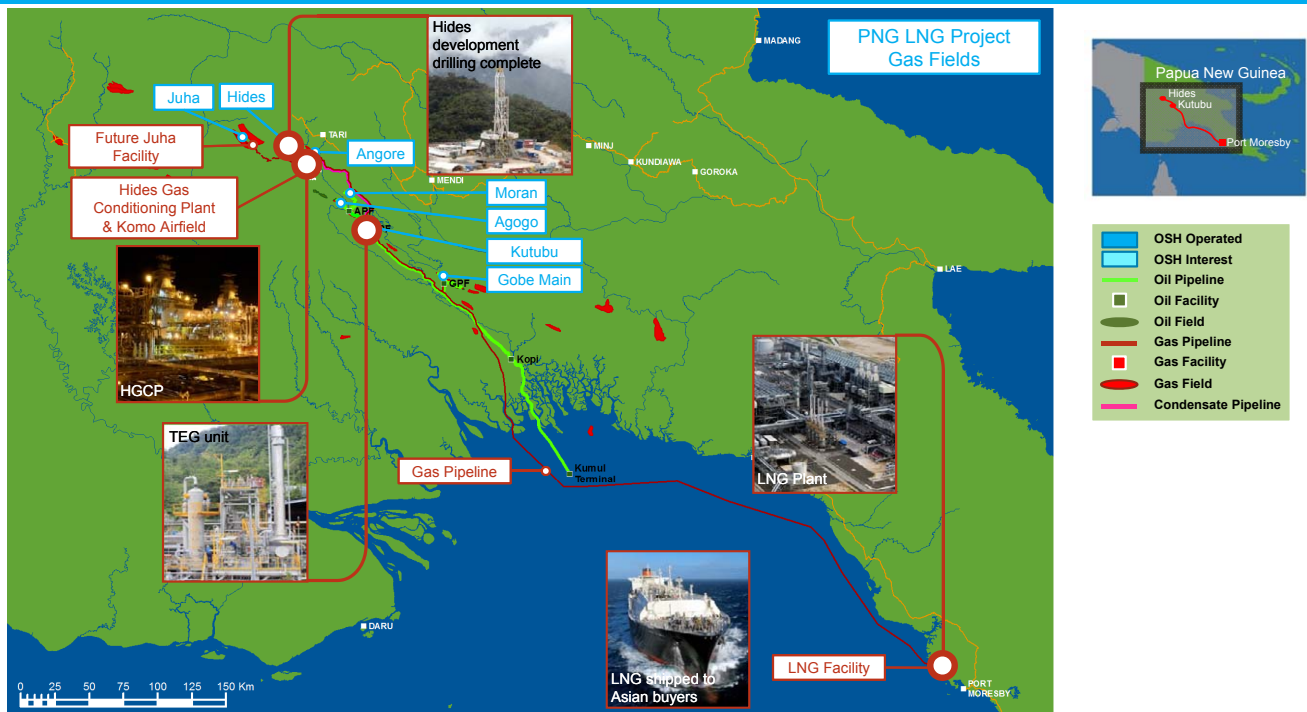 PNG LNG Project
Gas Fields
Hides
development
drilling complete
MADANG
Juha
Hides
Future Juha
Facility
TARI
Angore
MINJ
KUNDIAWA
GOROKA
MENDI
Hides Gas
Conditioning Plant
& Komo Airfield
Moran
Agogo
APF
Kutubu
Gobe Main
GPF
LAE
HGCP
Kopi
TEG unit
Gas Pipeline
Kumul
Terminal
LNG Plant
DARU
LNG shipped to
Asian buyers
LNG Facility
PORT
MORESBY
0 25 50 75 100 125 150 Km
Papua New Guinea
Hides
Kutubu
Port Moresby
OSH Operated
OSH Interest
Oil Pipeline
Oil Facility
Oil Field
Gas Pipeline
Gas Facility
Gas Field
Condensate Pipeline